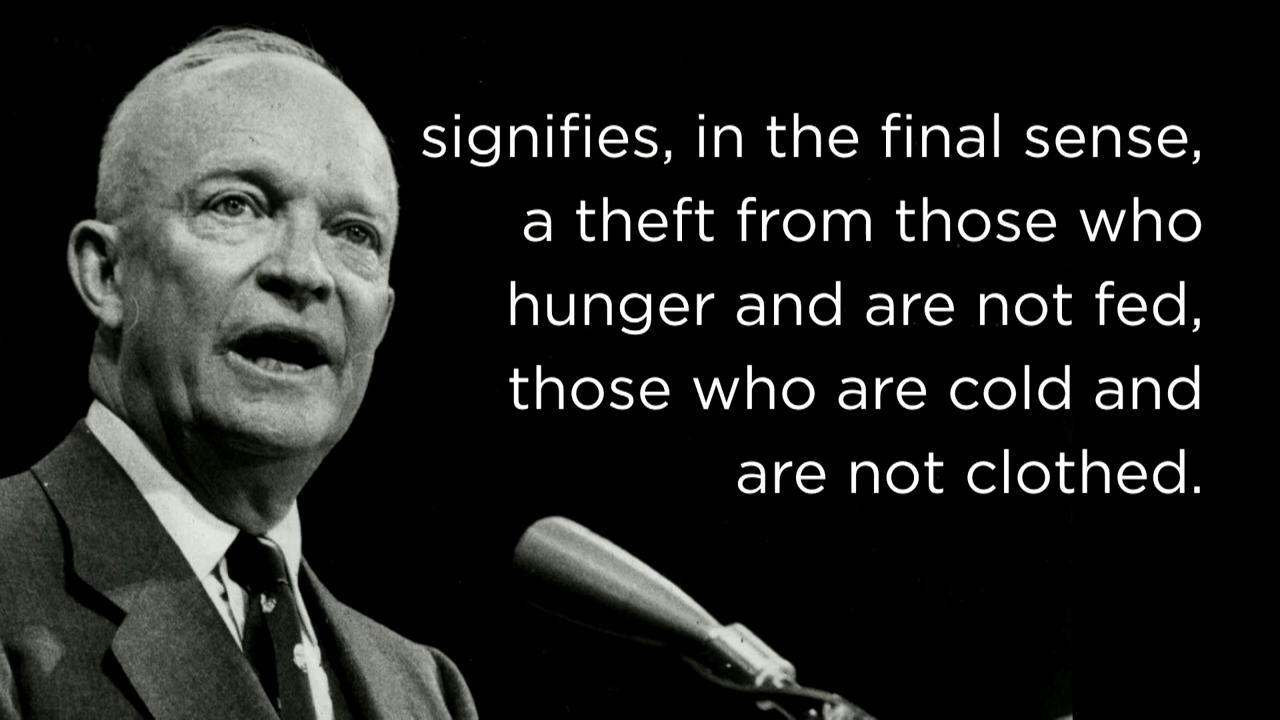 signifies, in the final sense,
a theft from those who
hunger and are not fed,
those who are cold and
are not clothed.